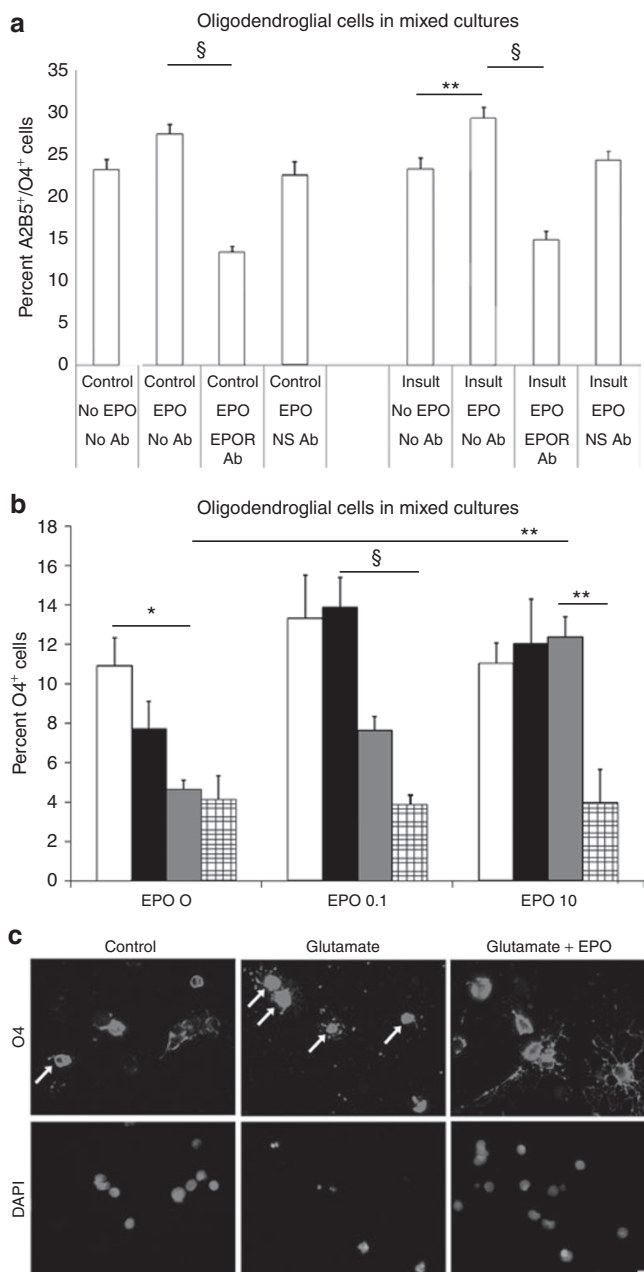 a
Oligodendroglial cells in mixed cultures
§
§
**
Percent A2B5+/O4+ cells
35
30
25
20
15
10
5
0
Control Control Control Control Insult Insult Insult Insult
No EPO EPO EPO EPO No EPO EPO EPO EPO
No Ab No Ab EPOR NS Ab No Ab No Ab EPOR NS Ab
Ab Ab
b
Oligodendroglial cells in mixed cultures
**
§
*
**
Percent O4+ cells
18
16
14
12
10
8
6
4
2
0
EPO O EPO 0.1 EPO 10
c
Control Glutamate Glutamate + EPO
O4
DAPI